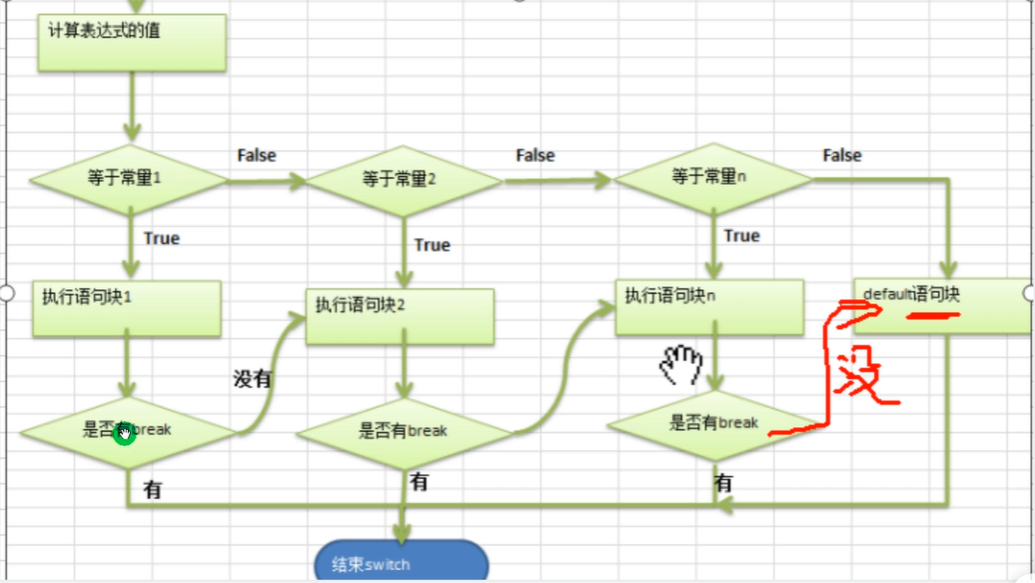 计算表达式的值
False
False
False
等于常量1
等于常量2
等于常量n
True
True
True
执行语句块1
执行语句块2
执行语句块n
default语句块
没有
没
是否有break
是否有break
是否有break
有
有
有
结束switch